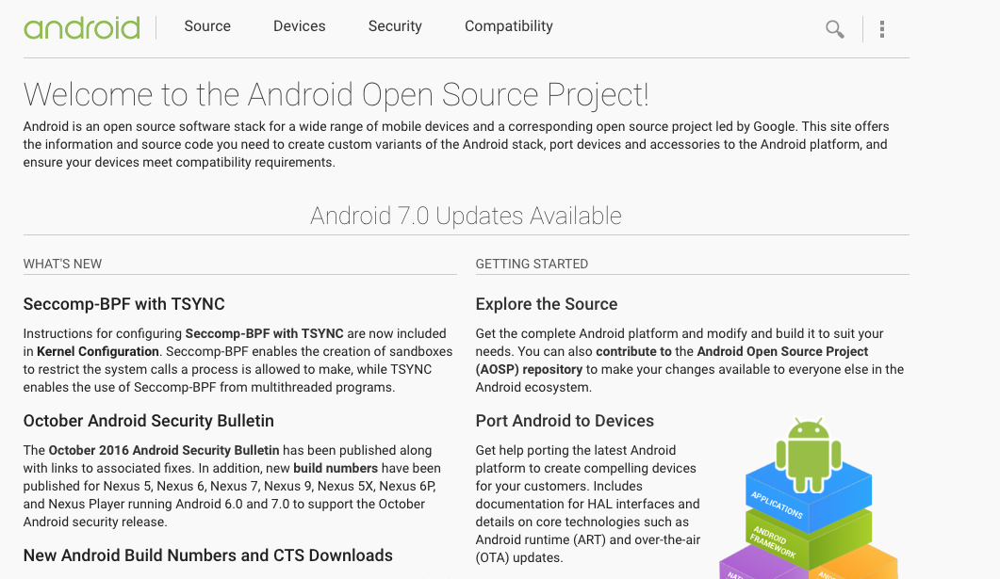 android
Source
Devices
Security
Compatibility
Welcome to the Android Open Source Project!
Android is an open source software stack for a wide range of mobile devices and a corresponding open source project led by Google. This site offers
the information and source code you need to create custom variants of the Android stack, port devices and accessories to the Android platform, and
ensure your devices meet compatibility requirements.
Android 7.0 Updates Available
WHAT'S NEW
Seccomp-BPF with TSYNC
Instructions for configuring Seccomp-BPF with TSYNC are now included
in Kernel Configuration. Seccomp-BPF enables the creation of sandboxes
to restrict the system calls a process is allowed to make, while TSYNC
enables the use of Seccomp-BPF from multithreaded programs.
October Android Security Bulletin
The October 2016 Android Security Bulletin has been published along
with links to associated fixes. In addition, new build numbers have been
published for Nexus 5, Nexus 6, Nexus 7, Nexus 9, Nexus 5X, Nexus 6P,
and Nexus Player running Android 6.0 and 7.0 to support the October
Android security release.
New Android Build Numbers and CTS Downloads
GETTING STARTED
Explore the Source
Get the complete Android platform and modify and build it to suit your
needs. You can also contribute to the Android Open Source Project
(AOSP) repository to make your changes available to everyone else in the
Android ecosystem.
Port Android to Devices
Get help porting the latest Android
platform to create compelling devices
for your customers. Includes
documentation for HAL interfaces and
details on core technologies such as
Android runtime (ART) and over-the-air
(OTA) updates.
APPLICATIONS
ANDROID
FRAMEWORK